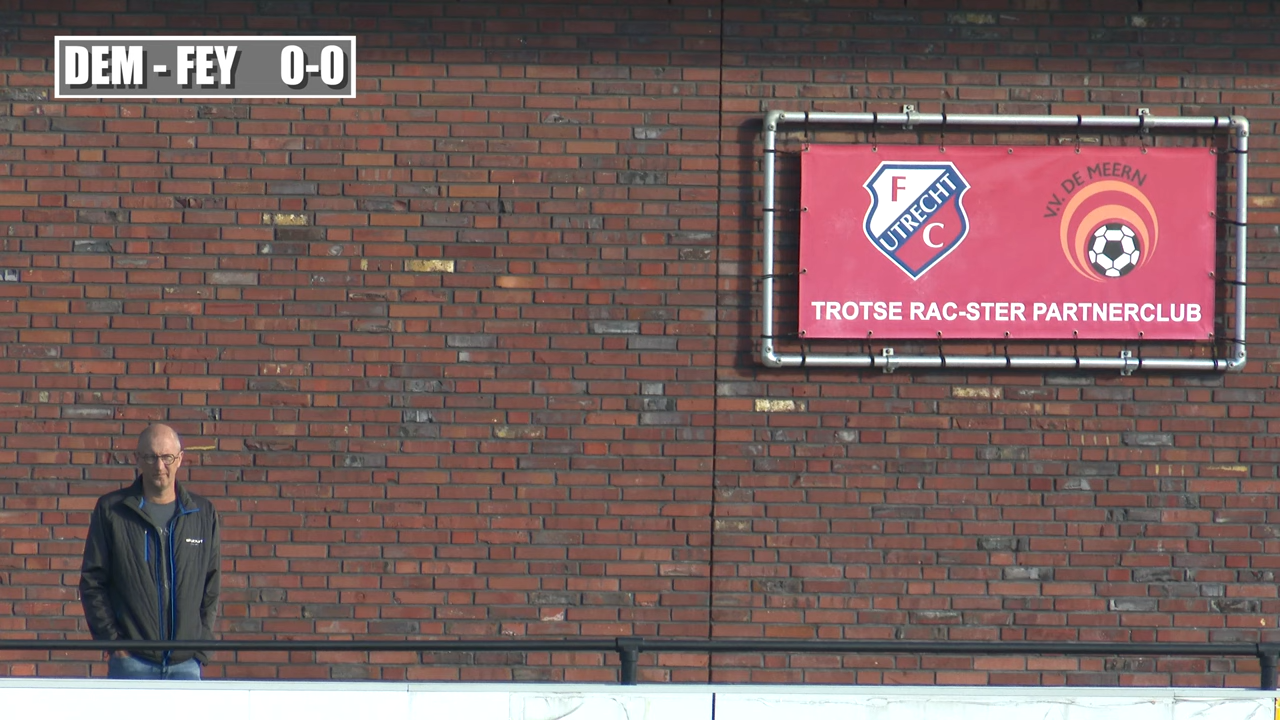 DEM - FEY 0-0
F
UTRECHT
C
V.V. DE MEERN
TROTSE RAC-STER PARTNERCLUB